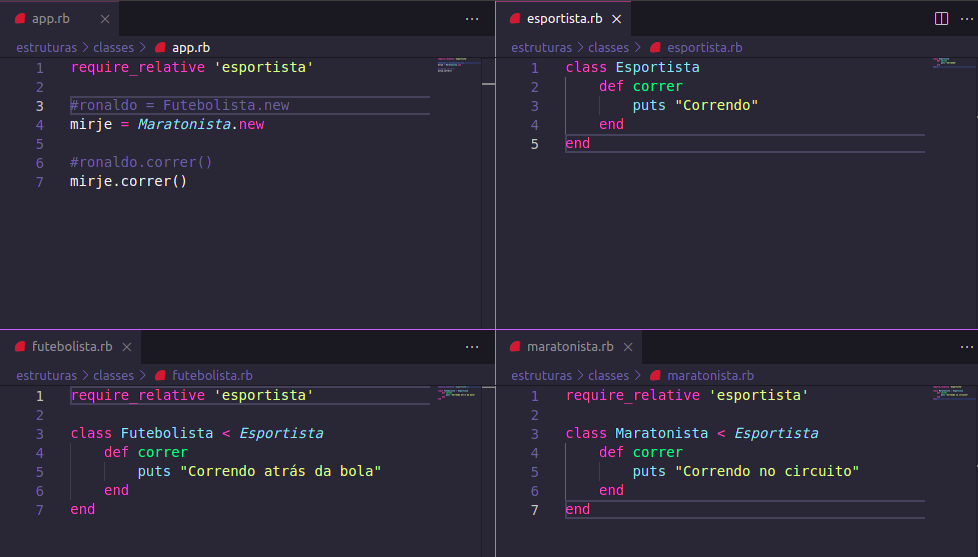 app.rb
estruturas > classes > app.rb
1 require_relative 'esportista'
2
3 #ronaldo = Futebolista.new
4 mirje = Maratonista.new
5
6 #ronaldo.correr()
7 mirje.correr()
esportista.rb
estruturas > classes > esportista.rb
1 class Esportista
2     def correr
3         puts "Correndo"
4     end
5 end
futebolista.rb
estruturas > classes > futebolista.rb
1 require_relative 'esportista'
2
3 class Futebolista < Esportista
4     def correr
5         puts "Correndo atrás da bola"
6     end
7 end
maratonista.rb
estruturas > classes > maratonista.rb
1 require_relative 'esportista'
2
3 class Maratonista < Esportista
4     def correr
5         puts "Correndo no circuito"
6     end
7 end